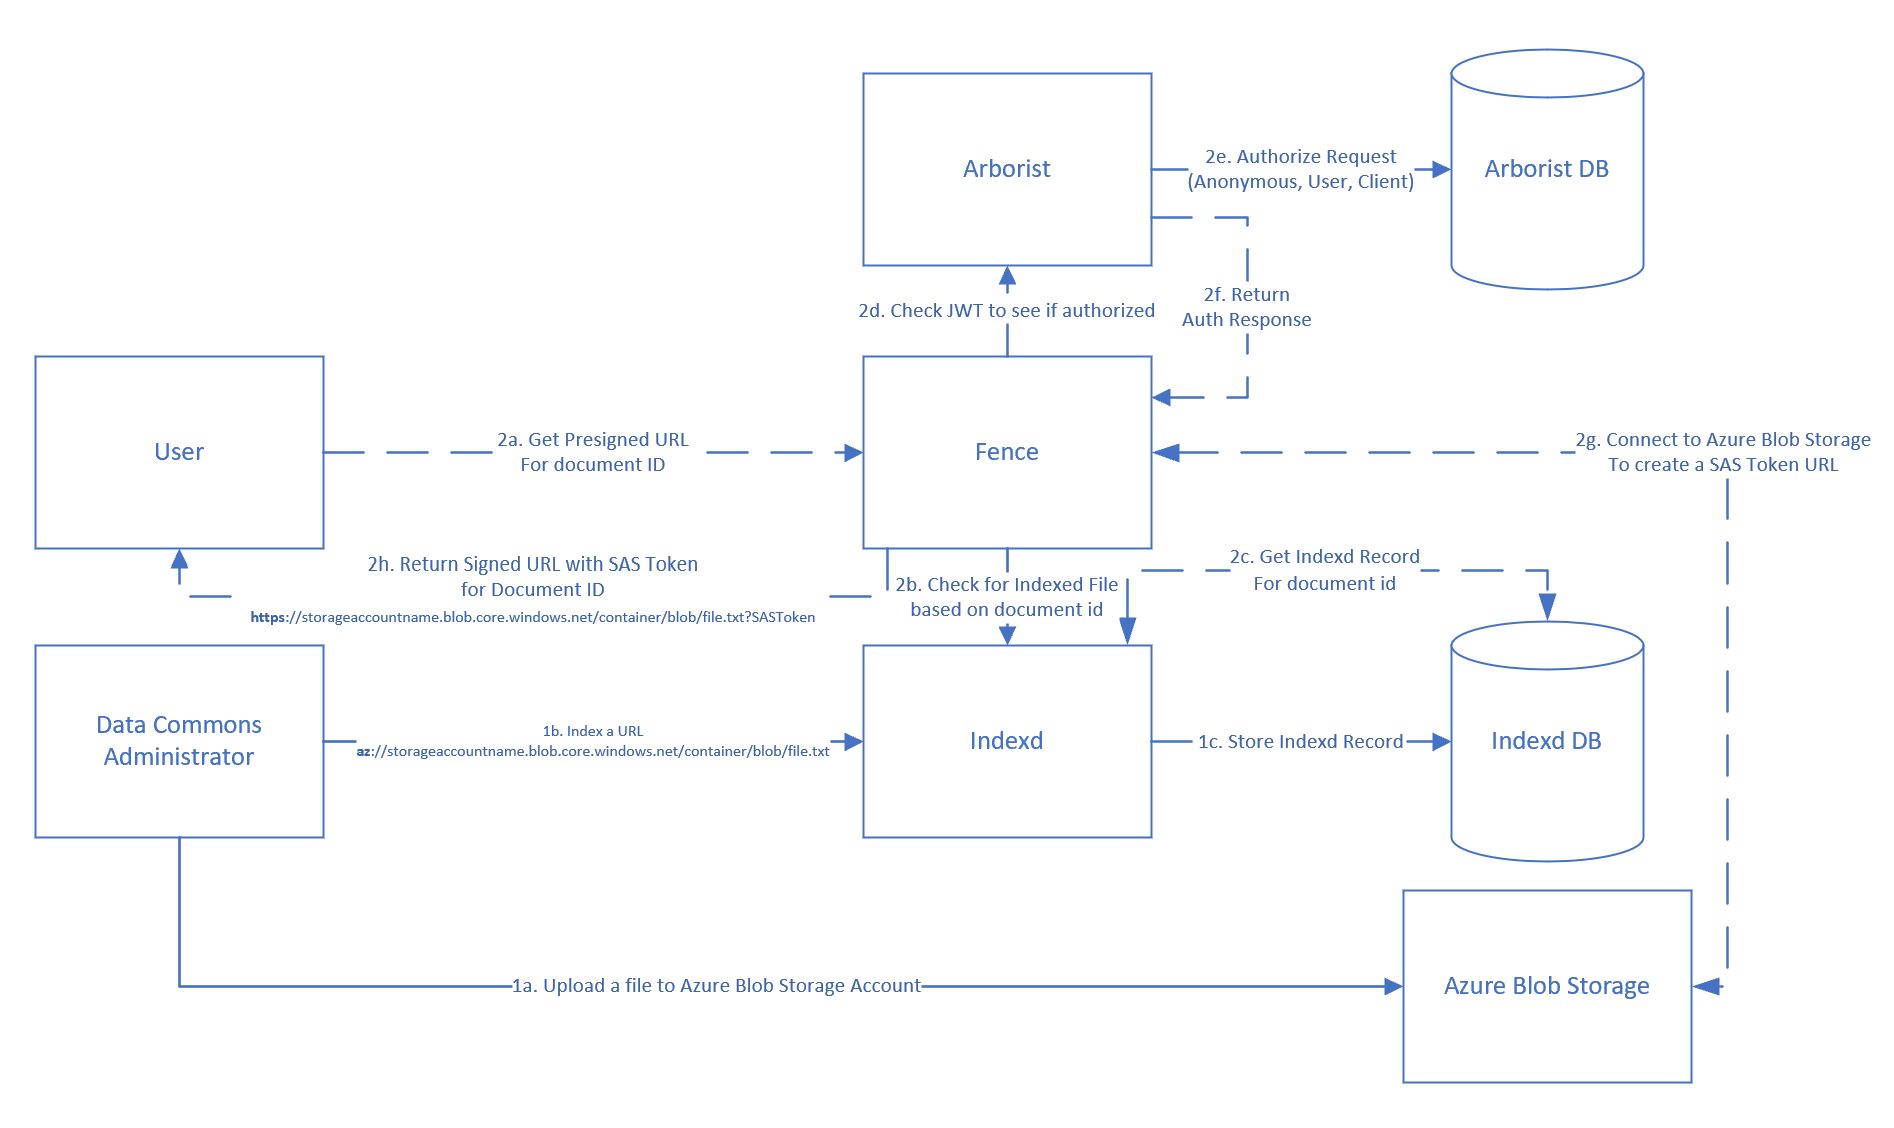 Arborist
2e. Authorize Request
(Anonymous, User, Client)
Arborist DB
2d. Check JWT to see if authorized
2f. Return
Auth Response
User
2a. Get Presigned URL
For document ID
Fence
2g. Connect to Azure Blob Storage
To create a SAS Token URL
2h. Return Signed URL with SAS Token
for Document ID
https://storageaccountname.blob.core.windows.net/container/blob/file.txt?SASToken
2b. Check for Indexed File
based on document id
2c. Get Indexd Record
For document id
Data Commons
Administrator
1b. Index a URL
az://storageaccountname.blob.core.windows.net/container/blob/file.txt
Indexd
1c. Store Indexd Record
Indexd DB
1a. Upload a file to Azure Blob Storage Account
Azure Blob Storage